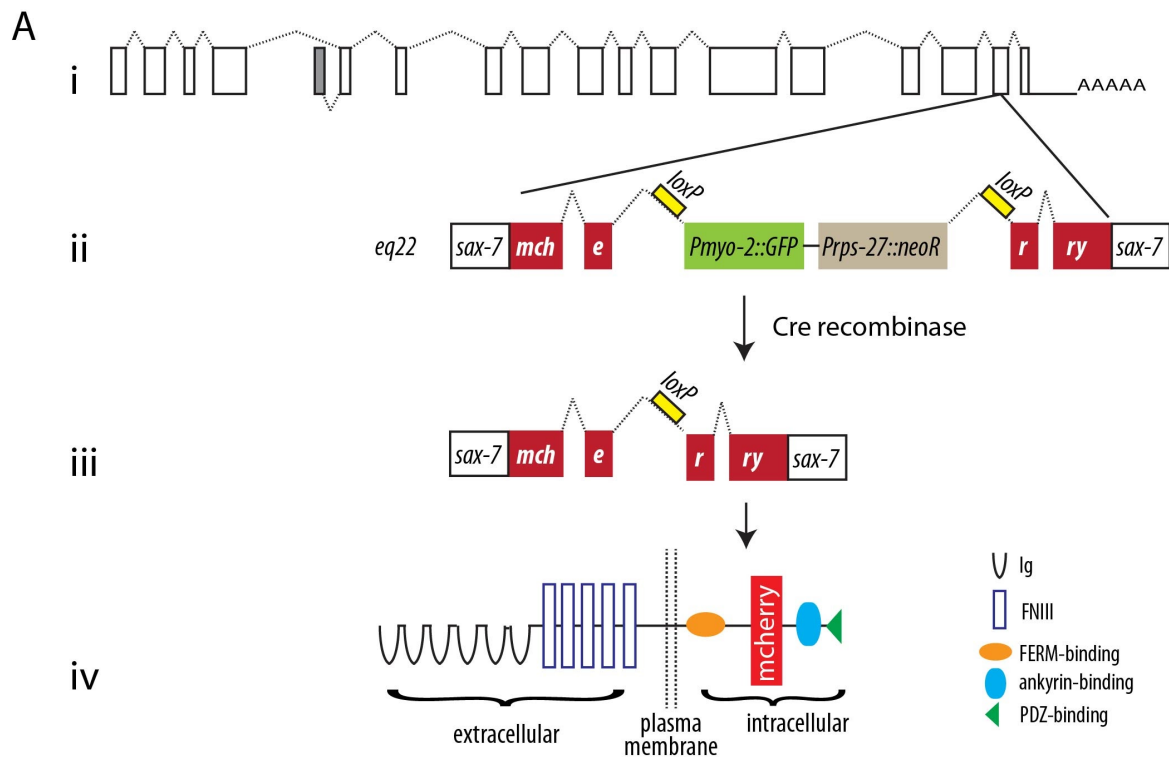 A
i
AAAAA
loxP
loxP
ii
eq22
sax-7
mch
e
Pmyo-2::GFP
Prps-27::neoR
r
ry
sax-7
Cre recombinase
loxP
iii
sax-7
mch
e
r
ry
sax-7
iv
mcherry
extracellular
plasma
membrane
intracellular
Ig
FNIII
FERM-binding
ankyrin-binding
PDZ-binding